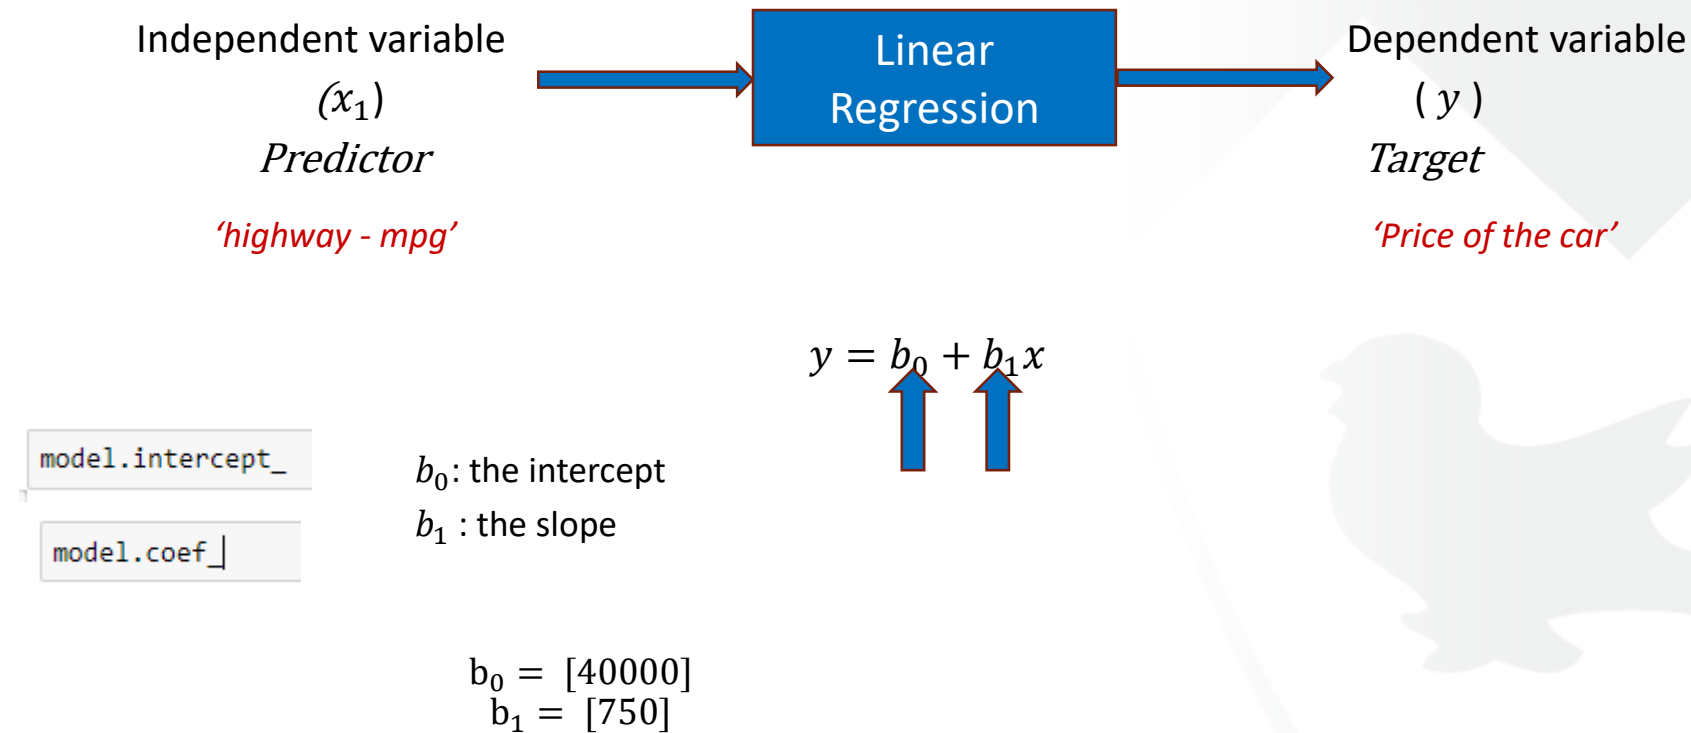 Independent variable
(x₁)
Predictor
‘highway - mpg’
Linear
Regression
Dependent variable
( y )
Target
‘Price of the car’
y = b₀ + b₁x
model.intercept_
model.coef_
b₀: the intercept
b₁ : the slope
b₀ = [40000]
b₁ = [750]